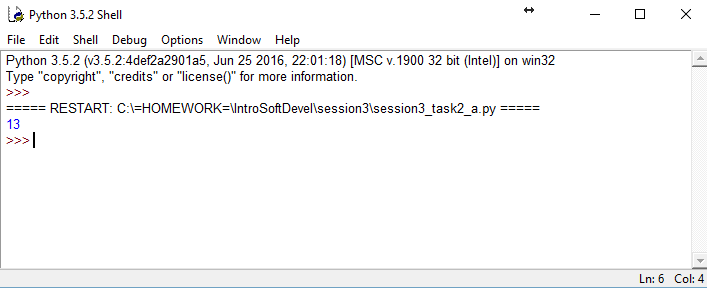 Python 3.5.2 Shell
File Edit Shell Debug Options Window Help
Python 3.5.2 (v3.5.2:4def2a2901a5, Jun 25 2016, 22:01:18) [MSC v.1900 32 bit (Intel)] on win32
Type "copyright", "credits" or "license()" for more information.
>>>
===== RESTART: C:\=HOMEWORK=\IntroSoftDevel\session3\session3_task2_a.py =====
13
>>>
Ln: 6 Col: 4